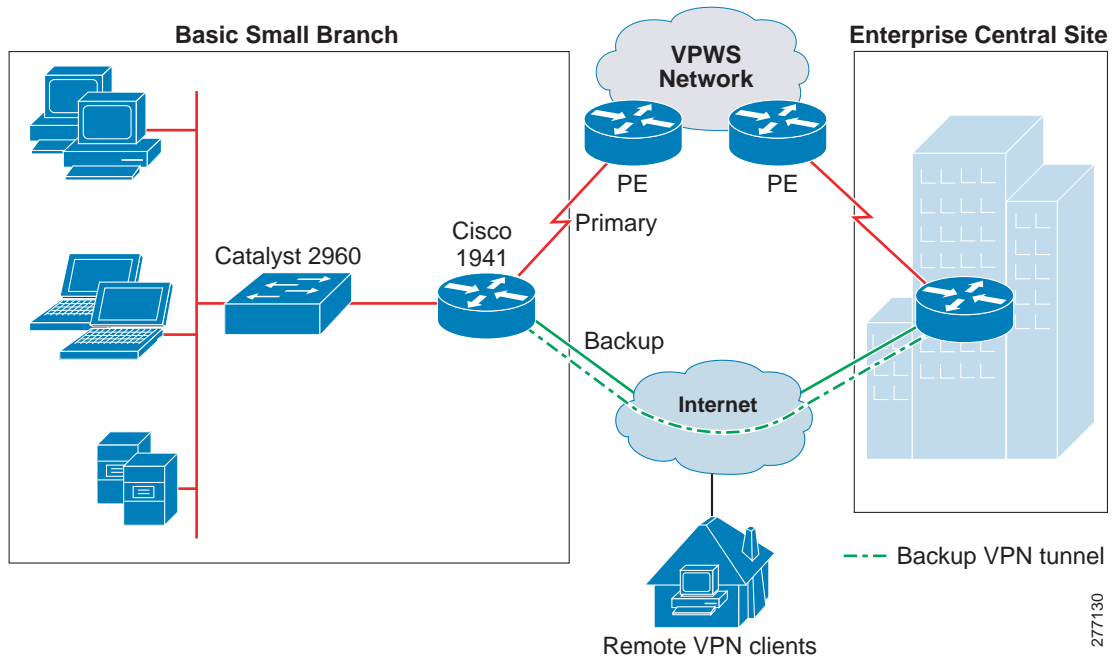 Basic Small Branch
Enterprise Central Site
VPWS
Network
PE
PE
Primary
Cisco
1941
Catalyst 2960
Backup
Internet
Backup VPN tunnel
Remote VPN clients
277130